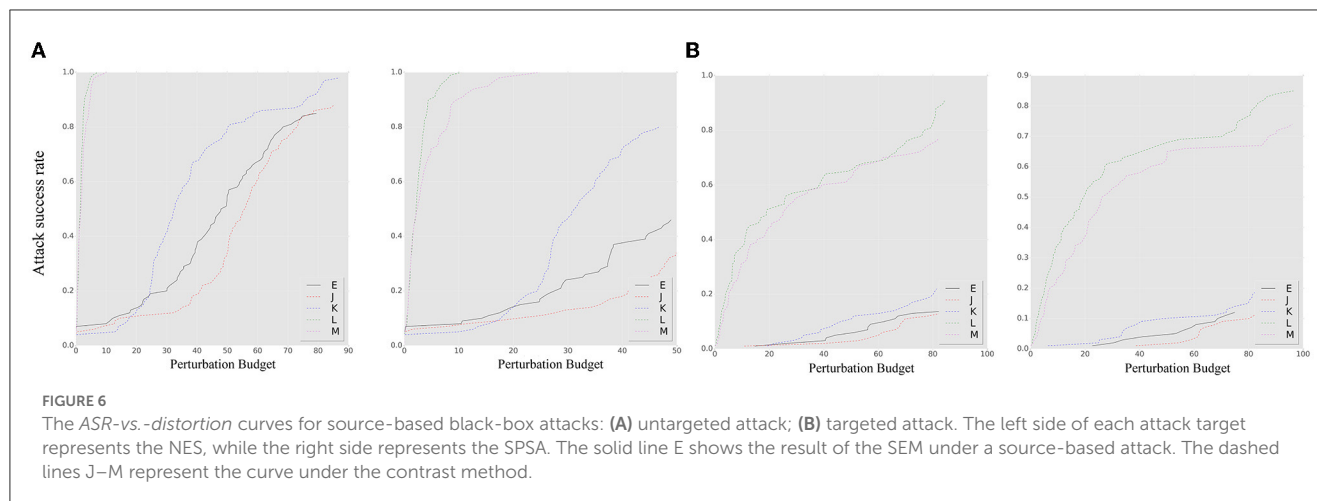 A
B
1.0
0.8
0.6
0.4
0.2
0.0
0 10 20 30 40 50 60 70 80 90
Attack success rate
Perturbation Budget
E
J
K
L
M
1.0
0.8
0.6
0.4
0.2
0.0
0 10 20 30 40 50
Perturbation Budget
E
J
K
L
M
1.0
0.8
0.6
0.4
0.2
0.0
0 20 40 60 80 100
Perturbation Budget
E
J
K
L
M
0.9
0.8
0.7
0.6
0.5
0.4
0.3
0.2
0.1
0.0
0 20 40 60 80 100
Perturbation Budget
E
J
K
L
M
FIGURE 6
The ASR-vs.-distortion curves for source-based black-box attacks: (A) untargeted attack; (B) targeted attack. The left side of each attack target
represents the NES, while the right side represents the SPSA. The solid line E shows the result of the SEM under a source-based attack. The dashed
lines J–M represent the curve under the contrast method.